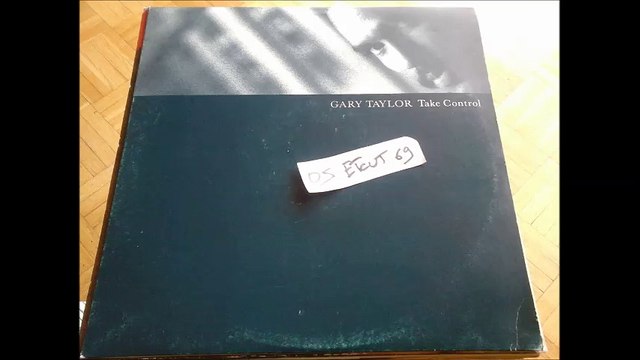 GARY TAYLOR Take Control
DS ETCUT 69